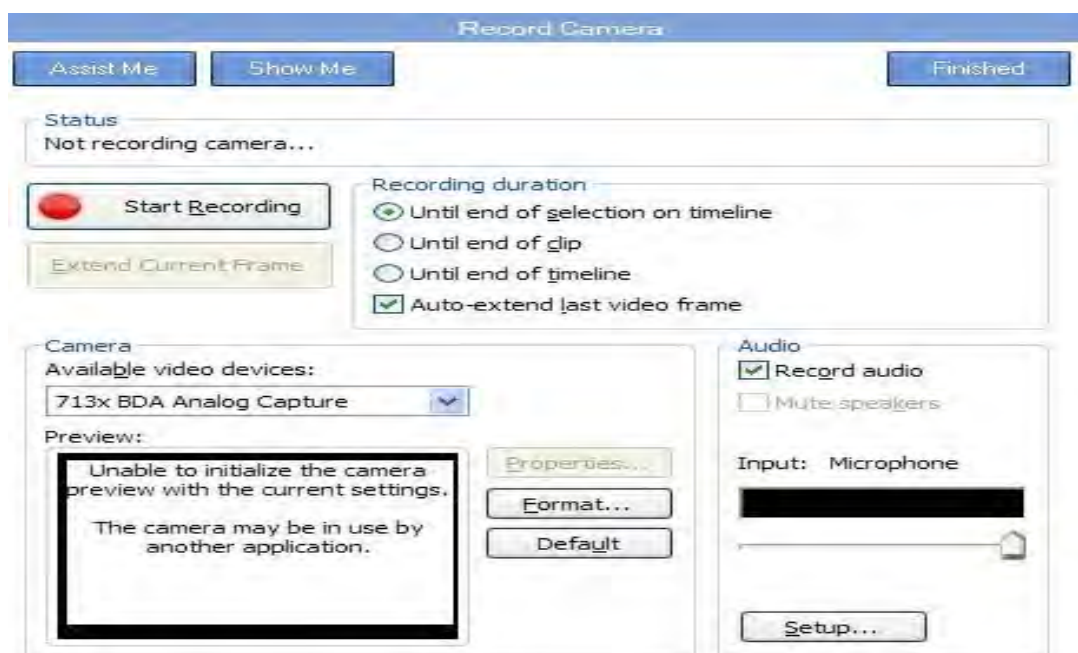 Record Camera
Assist Me
Show Me
Finished
Status
Not recording camera...
Start Recording
Extend Current Frame
Recording duration
Until end of selection on timeline
Until end of clip
Until end of timeline
Auto-extend last video frame
Camera
Available video devices:
713x BDA Analog Capture
Preview:
Unable to initialize the camera
preview with the current settings.
The camera may be in use by
another application.
Properties...
Format...
Default
Audio
Record audio
Mute speakers
Input: Microphone
Setup...